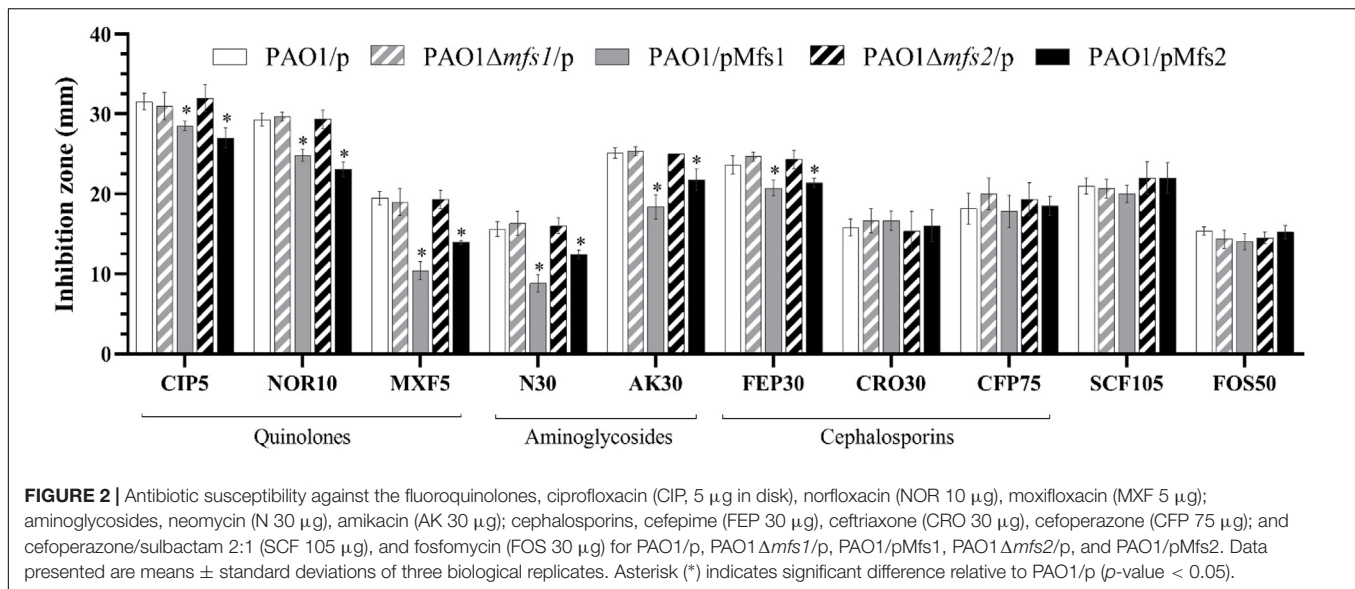 40
30
20
10
0
Inhibition zone (mm)
PAO1/p PAO1Δmfs1/p PAO1/pMfs1 PAO1Δmfs2/p PAO1/pMfs2
* * * * * * * * * * * *
CIP5 NOR10 MXF5 N30 AK30 FEP30 CRO30 CFP75 SCF105 FOS50
Quinolones Aminoglycosides Cephalosporins
FIGURE 2 | Antibiotic susceptibility against the fluoroquinolones, ciprofloxacin (CIP, 5 μg in disk), norfloxacin (NOR 10 μg), moxifloxacin (MXF 5 μg);
aminoglycosides, neomycin (N 30 μg), amikacin (AK 30 μg); cephalosporins, cefepime (FEP 30 μg), ceftriaxone (CRO 30 μg), cefoperazone (CFP 75 μg); and
cefoperazone/sulbactam 2:1 (SCF 105 μg), and fosfomycin (FOS 30 μg) for PAO1/p, PAO1Δmfs1/p, PAO1/pMfs1, PAO1Δmfs2/p, and PAO1/pMfs2. Data
presented are means ± standard deviations of three biological replicates. Asterisk (*) indicates significant difference relative to PAO1/p (p-value < 0.05).